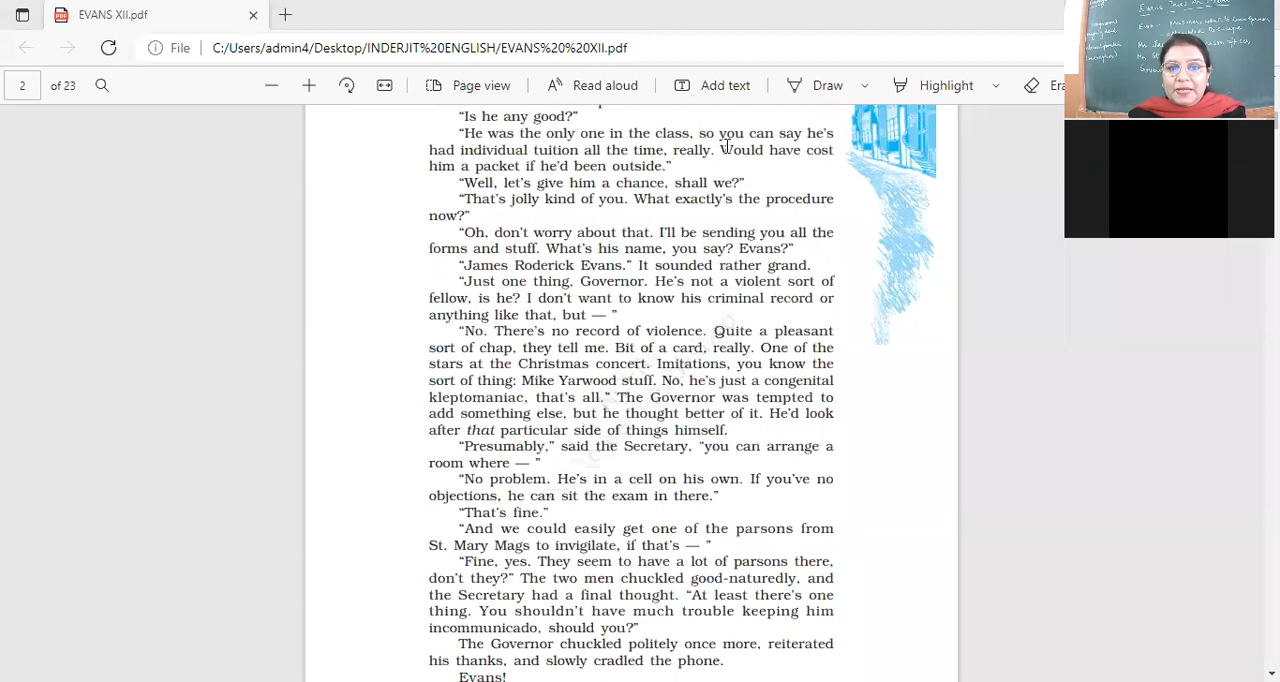 EVANS XII.pdf
File
C:/Users/admin4/Desktop/INDERJIT%20ENGLISH/EVANS%20%20XII.pdf
2 of 23
Page view
Read aloud
Add text
Draw
Highlight
Era
“Is he any good?”
“He was the only one in the class, so you can say he's
had individual tuition all the time, really. Would have cost
him a packet if he'd been outside.”
“Well, let's give him a chance, shall we?”
“That's jolly kind of you. What exactly's the procedure
now?”
“Oh, don't worry about that. I'll be sending you all the
forms and stuff. What's his name, you say? Evans?”
“James Roderick Evans.” It sounded rather grand.
“Just one thing, Governor. He's not a violent sort of
fellow, is he? I don't want to know his criminal record or
anything like that, but — ”
“No. There's no record of violence. Quite a pleasant
sort of chap, they tell me. Bit of a card, really. One of the
stars at the Christmas concert. Imitations, you know the
sort of thing: Mike Yarwood stuff. No, he's just a congenital
kleptomaniac, that's all.” The Governor was tempted to
add something else, but he thought better of it. He'd look
after that particular side of things himself.
“Presumably,” said the Secretary, “you can arrange a
room where — ”
“No problem. He's in a cell on his own. If you've no
objections, he can sit the exam in there.”
“That's fine.”
“And we could easily get one of the parsons from
St. Mary Mags to invigilate, if that's — ”
“Fine, yes. They seem to have a lot of parsons there,
don't they?” The two men chuckled good-naturedly, and
the Secretary had a final thought. “At least there's one
thing. You shouldn't have much trouble keeping him
incommunicado, should you?”
The Governor chuckled politely once more, reiterated
his thanks, and slowly cradled the phone.
Evans!